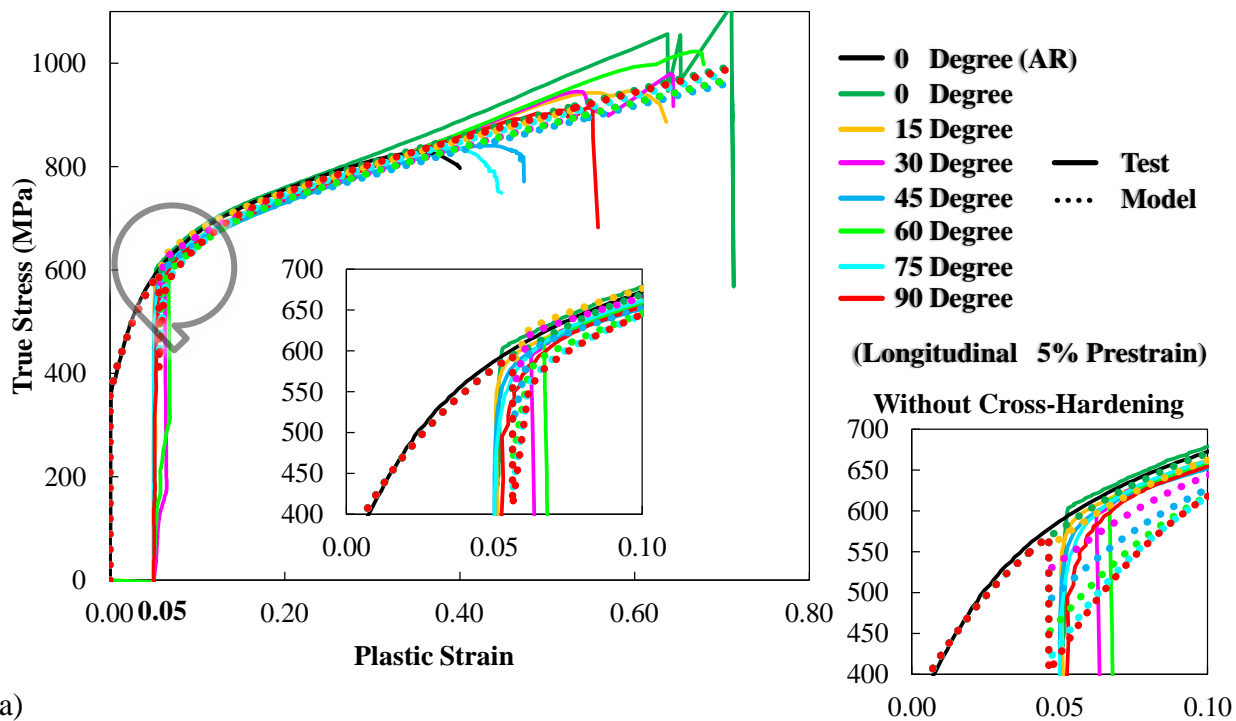 True Stress (MPa)
1000
800
600
400
200
0
0.00
0.05
0.20
0.40
0.60
0.80
Plastic Strain
700
650
600
550
500
450
400
0.00
0.05
0.10
0 Degree (AR)
0 Degree
15 Degree
30 Degree
45 Degree
60 Degree
75 Degree
90 Degree
Test
Model
(Longitudinal 5% Prestrain)
Without Cross-Hardening
700
650
600
550
500
450
400
0.00
0.05
0.10
a)